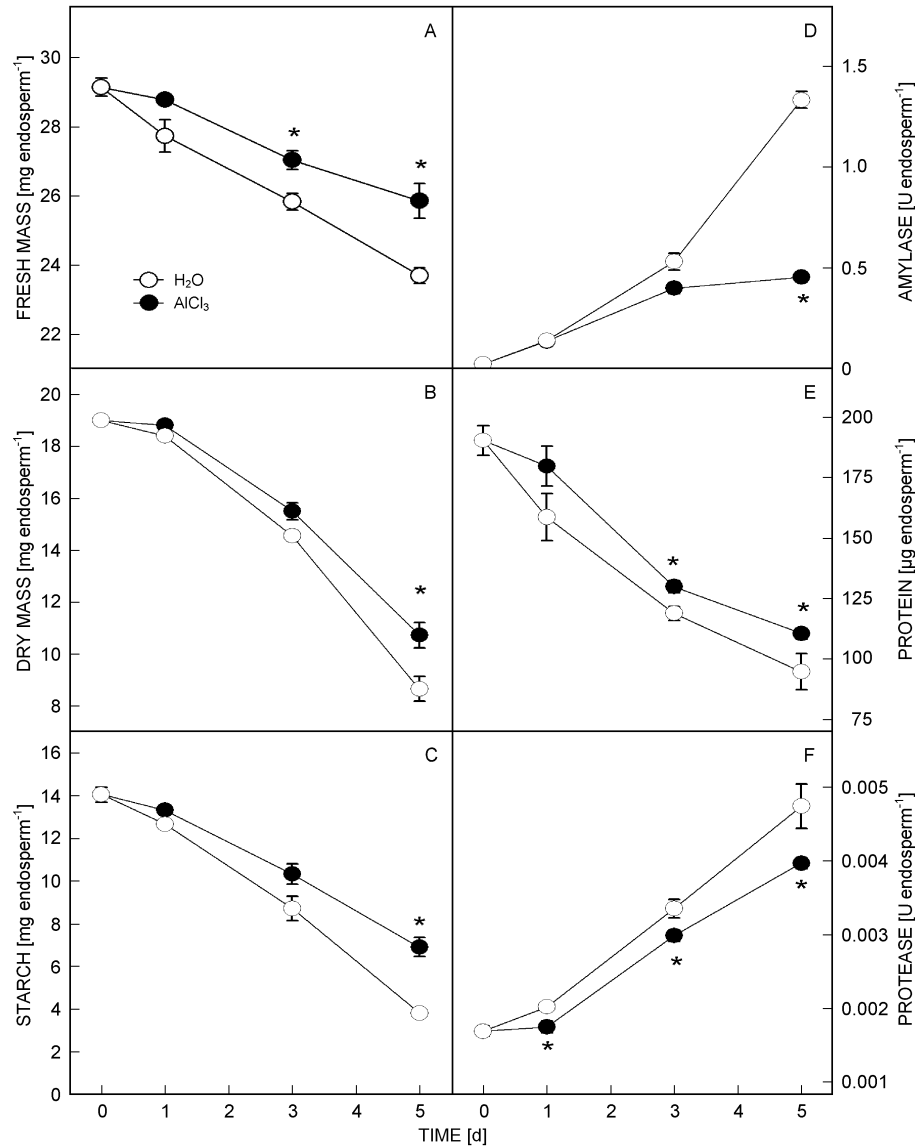 A
FRESH MASS [mg endosperm⁻¹]
30
28
26
24
22
*
*
H₂O
AlCl₃
D
AMYLASE [U endosperm⁻¹]
1.5
1.0
0.5
0
*
B
DRY MASS [mg endosperm⁻¹]
20
18
16
14
12
10
8
*
E
PROTEIN [µg endosperm⁻¹]
200
175
150
125
100
75
*
*
C
STARCH [mg endosperm⁻¹]
16
14
12
10
8
6
4
2
0
*
F
PROTEASE [U endosperm⁻¹]
0.005
0.004
0.003
0.002
0.001
*
*
*
0 1 2 3 4 5 0 1 2 3 4 5
TIME [d]